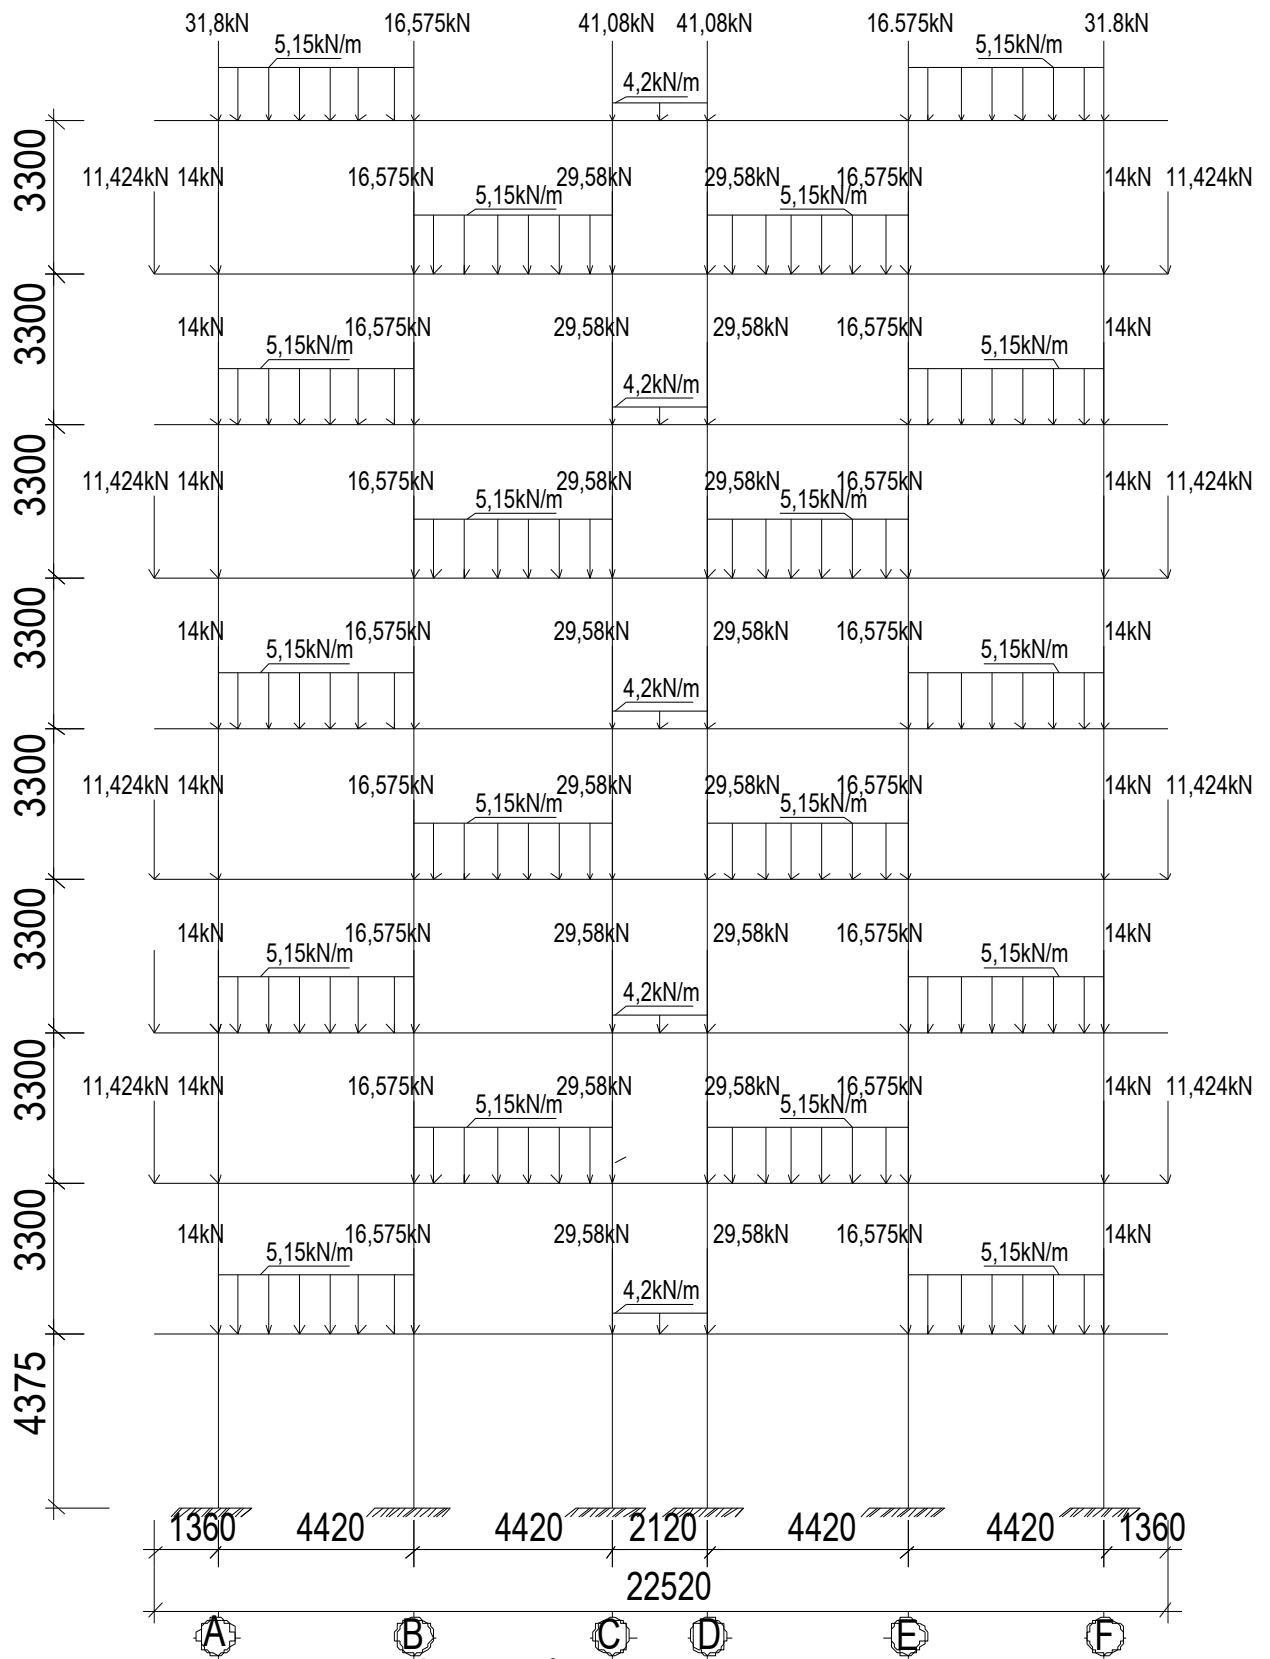 31,8kN 16,575kN 41,08kN 41,08kN 16.575kN 31.8kN
5,15kN/m 5,15kN/m
4,2kN/m
3300
11,424kN 14kN 16,575kN 29,58kN 29,58kN 16,575kN 14kN 11,424kN
5,15kN/m 5,15kN/m
3300
14kN 16,575kN 29,58kN 29,58kN 16,575kN 14kN
5,15kN/m 5,15kN/m
4,2kN/m
3300
11,424kN 14kN 16,575kN 29,58kN 29,58kN 16,575kN 14kN 11,424kN
5,15kN/m 5,15kN/m
3300
14kN 16,575kN 29,58kN 29,58kN 16,575kN 14kN
5,15kN/m 5,15kN/m
4,2kN/m
3300
11,424kN 14kN 16,575kN 29,58kN 29,58kN 16,575kN 14kN 11,424kN
5,15kN/m 5,15kN/m
3300
14kN 16,575kN 29,58kN 29,58kN 16,575kN 14kN
5,15kN/m 5,15kN/m
4,2kN/m
3300
11,424kN 14kN 16,575kN 29,58kN 29,58kN 16,575kN 14kN 11,424kN
5,15kN/m 5,15kN/m
3300
14kN 16,575kN 29,58kN 29,58kN 16,575kN 14kN
5,15kN/m 5,15kN/m
4,2kN/m
4375
1360 4420 4420 2120 4420 4420 1360
22520
A B C D E F